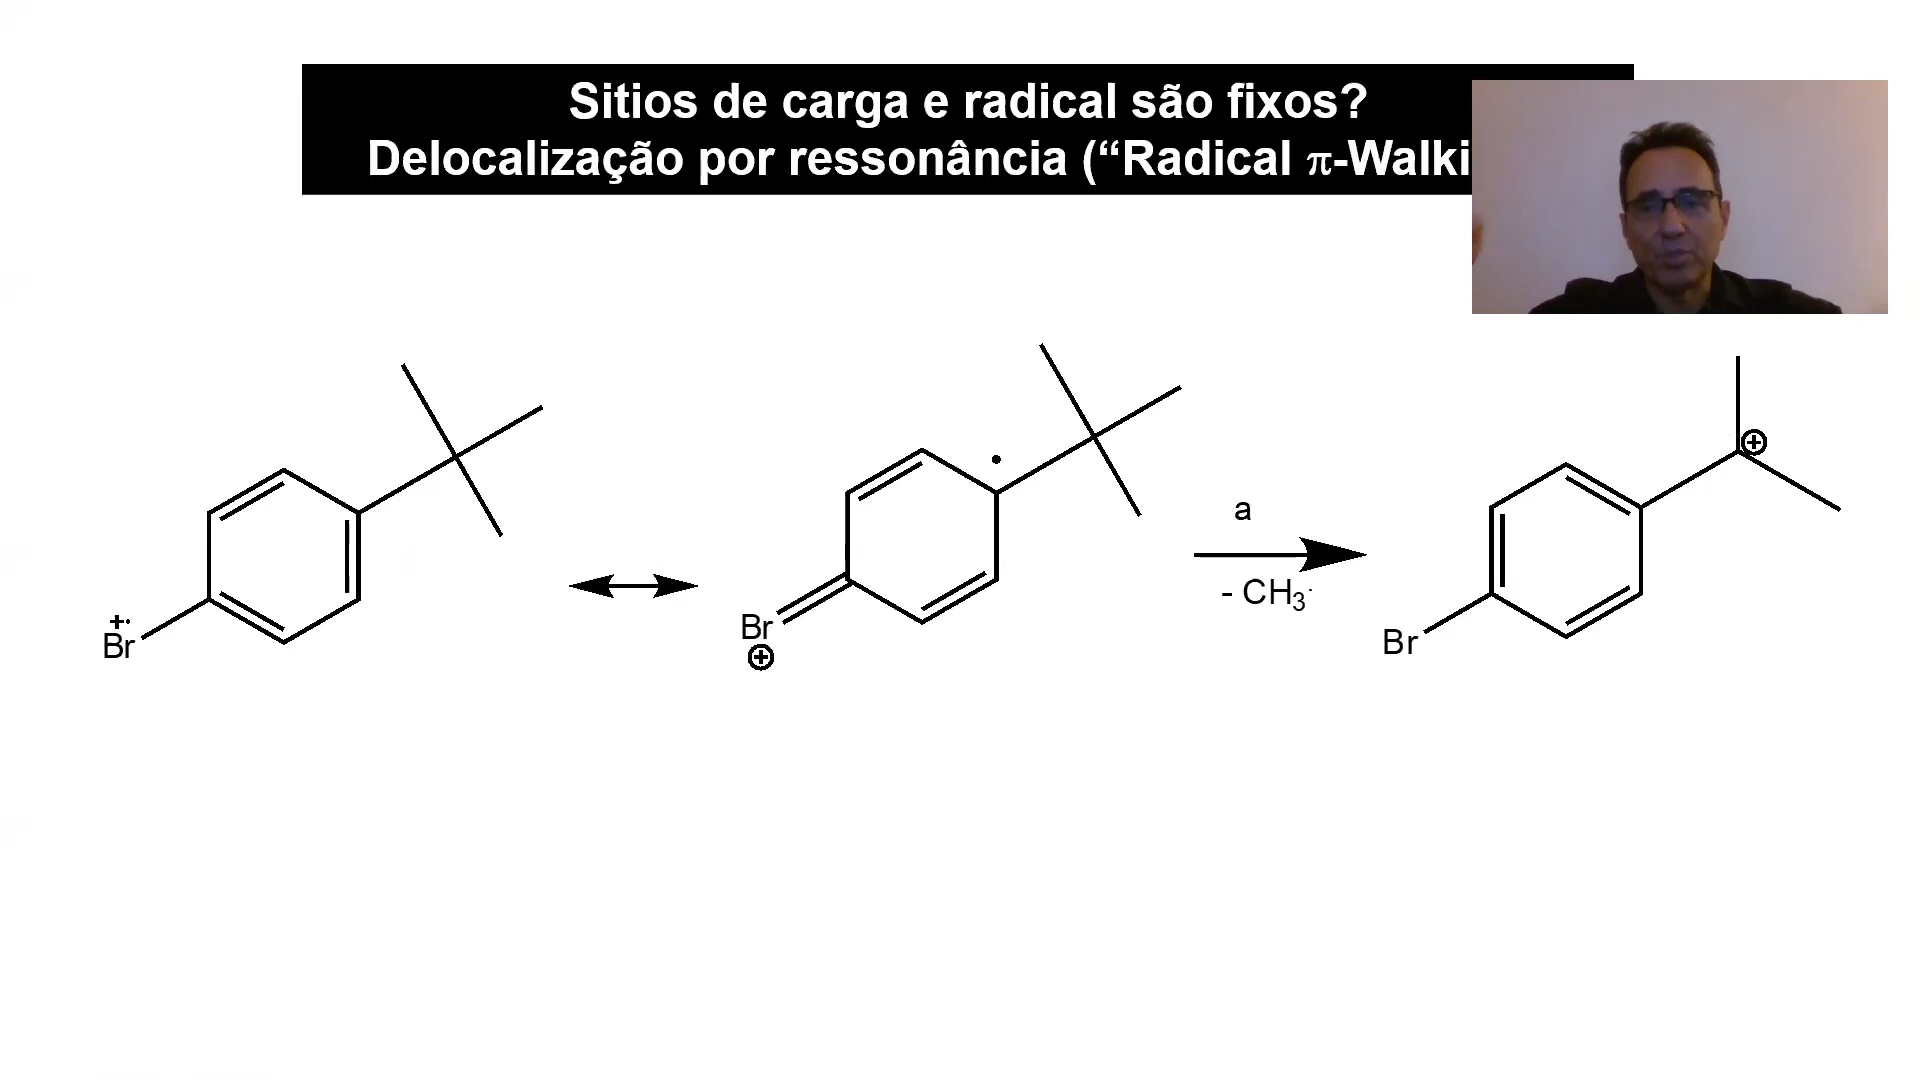 Sitios de carga e radical são fixos?
Delocalização por ressonância (“Radical π-Walki
a
- CH3·
+·
Br
Br
⊕
⊕
Br